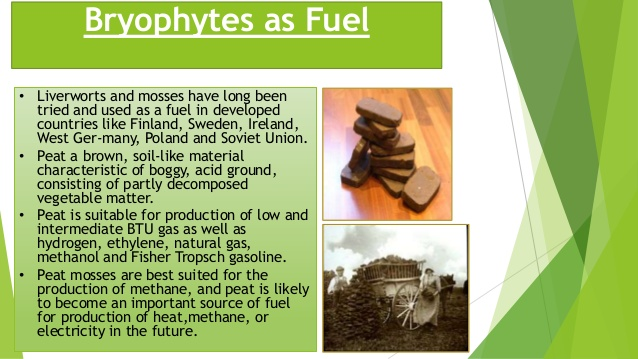 Bryophytes as Fuel
• Liverworts and mosses have long been
tried and used as a fuel in developed
countries like Finland, Sweden, Ireland,
West Ger-many, Poland and Soviet Union.
• Peat a brown, soil-like material
characteristic of boggy, acid ground,
consisting of partly decomposed
vegetable matter.
• Peat is suitable for production of low and
intermediate BTU gas as well as
hydrogen, ethylene, natural gas,
methanol and Fisher Tropsch gasoline.
• Peat mosses are best suited for the
production of methane, and peat is likely
to become an important source of fuel
for production of heat,methane, or
electricity in the future.